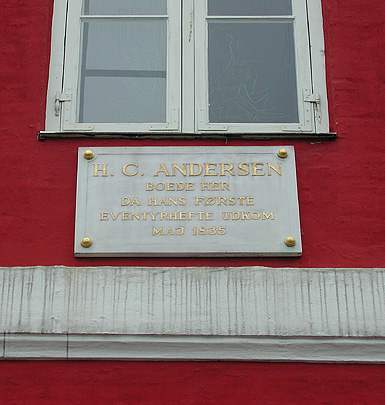 H. C. ANDERSEN
BOEDE HER
DA HANS FØRSTE
EVENTYRHEFTE UDKOM
MAJ 1835